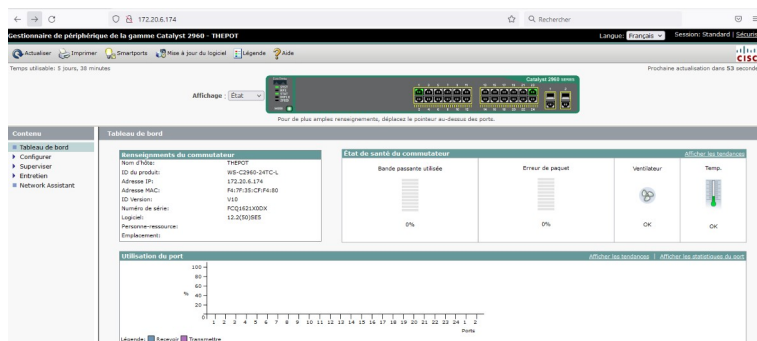 172.20.6.174
Rechercher
Gestionnaire de périphérique de la gamme Catalyst 2960 - THEPOT
Langue: Français
Session: Standard | Sécuris
Actualiser Imprimer Smartports Mise à jour du logiciel Légende Aide
CISC
Temps utilisable: 5 jours, 38 minutes
Prochaine actualisation dans 53 seconde
Catalyst 2960 SERIES
Affichage : État
Pour de plus amples renseignements, déplacez le pointeur au-dessus des ports.
Contenu
Tableau de bord
Configurer
Superviser
Entretien
Network Assistant
Tableau de bord
Renseignments du commutateur
Nom d'hôte: THEPOT
ID du produit: WS-C2960-24TC-L
Adresse IP: 172.20.6.174
Adresse MAC: F4:7F:35:CF:F4:80
ID Version: V10
Numéro de série: FCQ1621X0DX
Logiciel: 12.2(50)SE5
Personne-ressource:
Emplacement:
État de santé du commutateur
Afficher les tendances
Bande passante utilisée
Erreur de paquet
Ventilateur
Temp.
0%
0%
OK
OK
Utilisation du port
Afficher les tendances | Afficher les statistiques du port
100
80
60
%
40
20
0
1 2 3 4 5 6 7 8 9 10 11 12 13 14 15 16 17 18 19 20 21 22 23 24 1 2
Ports
Légende: Recevoir Transmettre